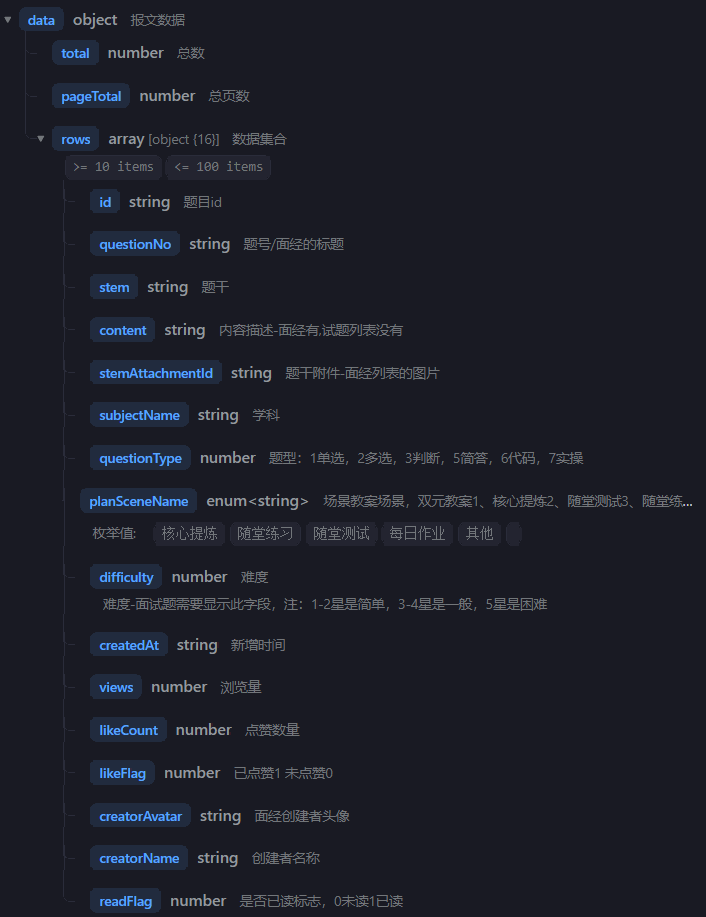 data object 报文数据
total number 总数
pageTotal number 总页数
rows array [object {16}] 数据集合
>= 10 items <= 100 items
id string 题目id
questionNo string 题号/面经的标题
stem string 题干
content string 内容描述-面经有,试题列表没有
stemAttachmentId string 题干附件-面经列表的图片
subjectName string 学科
questionType number 题型：1单选，2多选，3判断，5简答，6代码，7实操
planSceneName enum<string> 场景教案场景，双元教案1、核心提炼2、随堂测试3、随堂练...
枚举值: 核心提炼 随堂练习 随堂测试 每日作业 其他
difficulty number 难度
难度-面试题需要显示此字段，注：1-2星是简单，3-4星是一般，5星是困难
createdAt string 新增时间
views number 浏览量
likeCount number 点赞数量
likeFlag number 已点赞1 未点赞0
creatorAvatar string 面经创建者头像
creatorName string 创建者名称
readFlag number 是否已读标志，0未读1已读